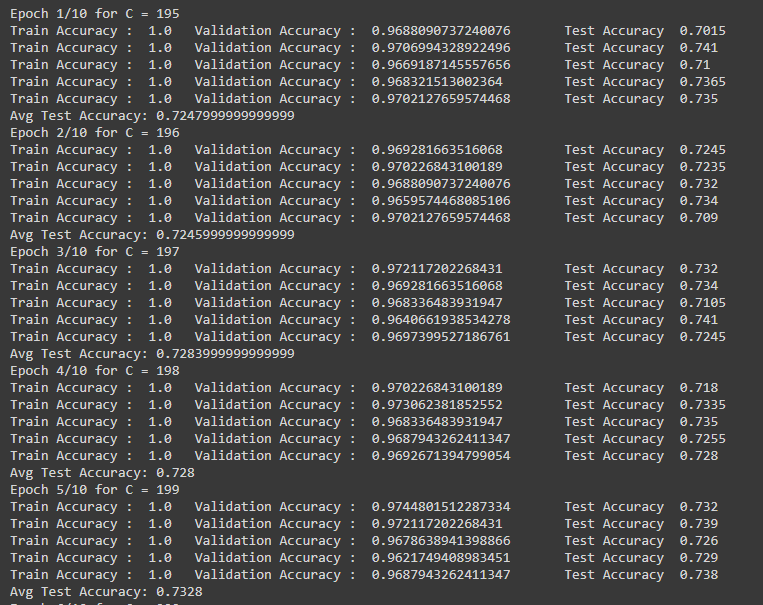 Epoch 1/10 for C = 195
Train Accuracy :  1.0   Validation Accuracy :  0.9688090737240076       Test Accuracy  0.7015
Train Accuracy :  1.0   Validation Accuracy :  0.9706994328922496       Test Accuracy  0.741
Train Accuracy :  1.0   Validation Accuracy :  0.9669187145557656       Test Accuracy  0.71
Train Accuracy :  1.0   Validation Accuracy :  0.968321513002364        Test Accuracy  0.7365
Train Accuracy :  1.0   Validation Accuracy :  0.9702127659574468       Test Accuracy  0.735
Avg Test Accuracy: 0.7247999999999999
Epoch 2/10 for C = 196
Train Accuracy :  1.0   Validation Accuracy :  0.969281663516068        Test Accuracy  0.7245
Train Accuracy :  1.0   Validation Accuracy :  0.970226843100189        Test Accuracy  0.7235
Train Accuracy :  1.0   Validation Accuracy :  0.9688090737240076       Test Accuracy  0.732
Train Accuracy :  1.0   Validation Accuracy :  0.9659574468085106       Test Accuracy  0.734
Train Accuracy :  1.0   Validation Accuracy :  0.9702127659574468       Test Accuracy  0.709
Avg Test Accuracy: 0.7245999999999999
Epoch 3/10 for C = 197
Train Accuracy :  1.0   Validation Accuracy :  0.972117202268431        Test Accuracy  0.732
Train Accuracy :  1.0   Validation Accuracy :  0.969281663516068        Test Accuracy  0.734
Train Accuracy :  1.0   Validation Accuracy :  0.968336483931947        Test Accuracy  0.7105
Train Accuracy :  1.0   Validation Accuracy :  0.9640661938534278       Test Accuracy  0.741
Train Accuracy :  1.0   Validation Accuracy :  0.9697399527186761       Test Accuracy  0.7245
Avg Test Accuracy: 0.7283999999999999
Epoch 4/10 for C = 198
Train Accuracy :  1.0   Validation Accuracy :  0.970226843100189        Test Accuracy  0.718
Train Accuracy :  1.0   Validation Accuracy :  0.973062381852552        Test Accuracy  0.7335
Train Accuracy :  1.0   Validation Accuracy :  0.968336483931947        Test Accuracy  0.735
Train Accuracy :  1.0   Validation Accuracy :  0.9687943262411347       Test Accuracy  0.7255
Train Accuracy :  1.0   Validation Accuracy :  0.9692671394799054       Test Accuracy  0.728
Avg Test Accuracy: 0.728
Epoch 5/10 for C = 199
Train Accuracy :  1.0   Validation Accuracy :  0.9744801512287334       Test Accuracy  0.732
Train Accuracy :  1.0   Validation Accuracy :  0.972117202268431        Test Accuracy  0.739
Train Accuracy :  1.0   Validation Accuracy :  0.9678638941398866       Test Accuracy  0.726
Train Accuracy :  1.0   Validation Accuracy :  0.9621749408983451       Test Accuracy  0.729
Train Accuracy :  1.0   Validation Accuracy :  0.9687943262411347       Test Accuracy  0.738
Avg Test Accuracy: 0.7328